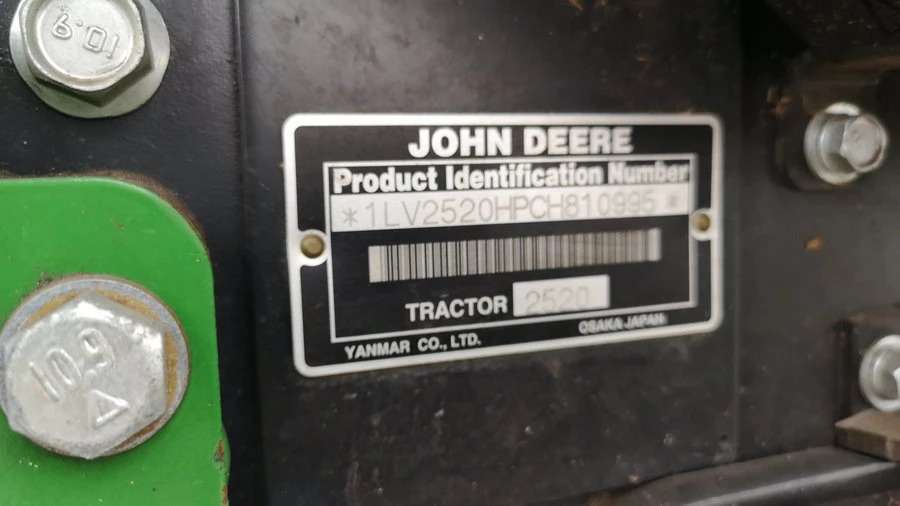 10.9
JOHN DEERE
Product Identification Number
*1LV2520HPCH810995*
TRACTOR 2520
YANMAR CO., LTD. OSAKA JAPAN
10.9